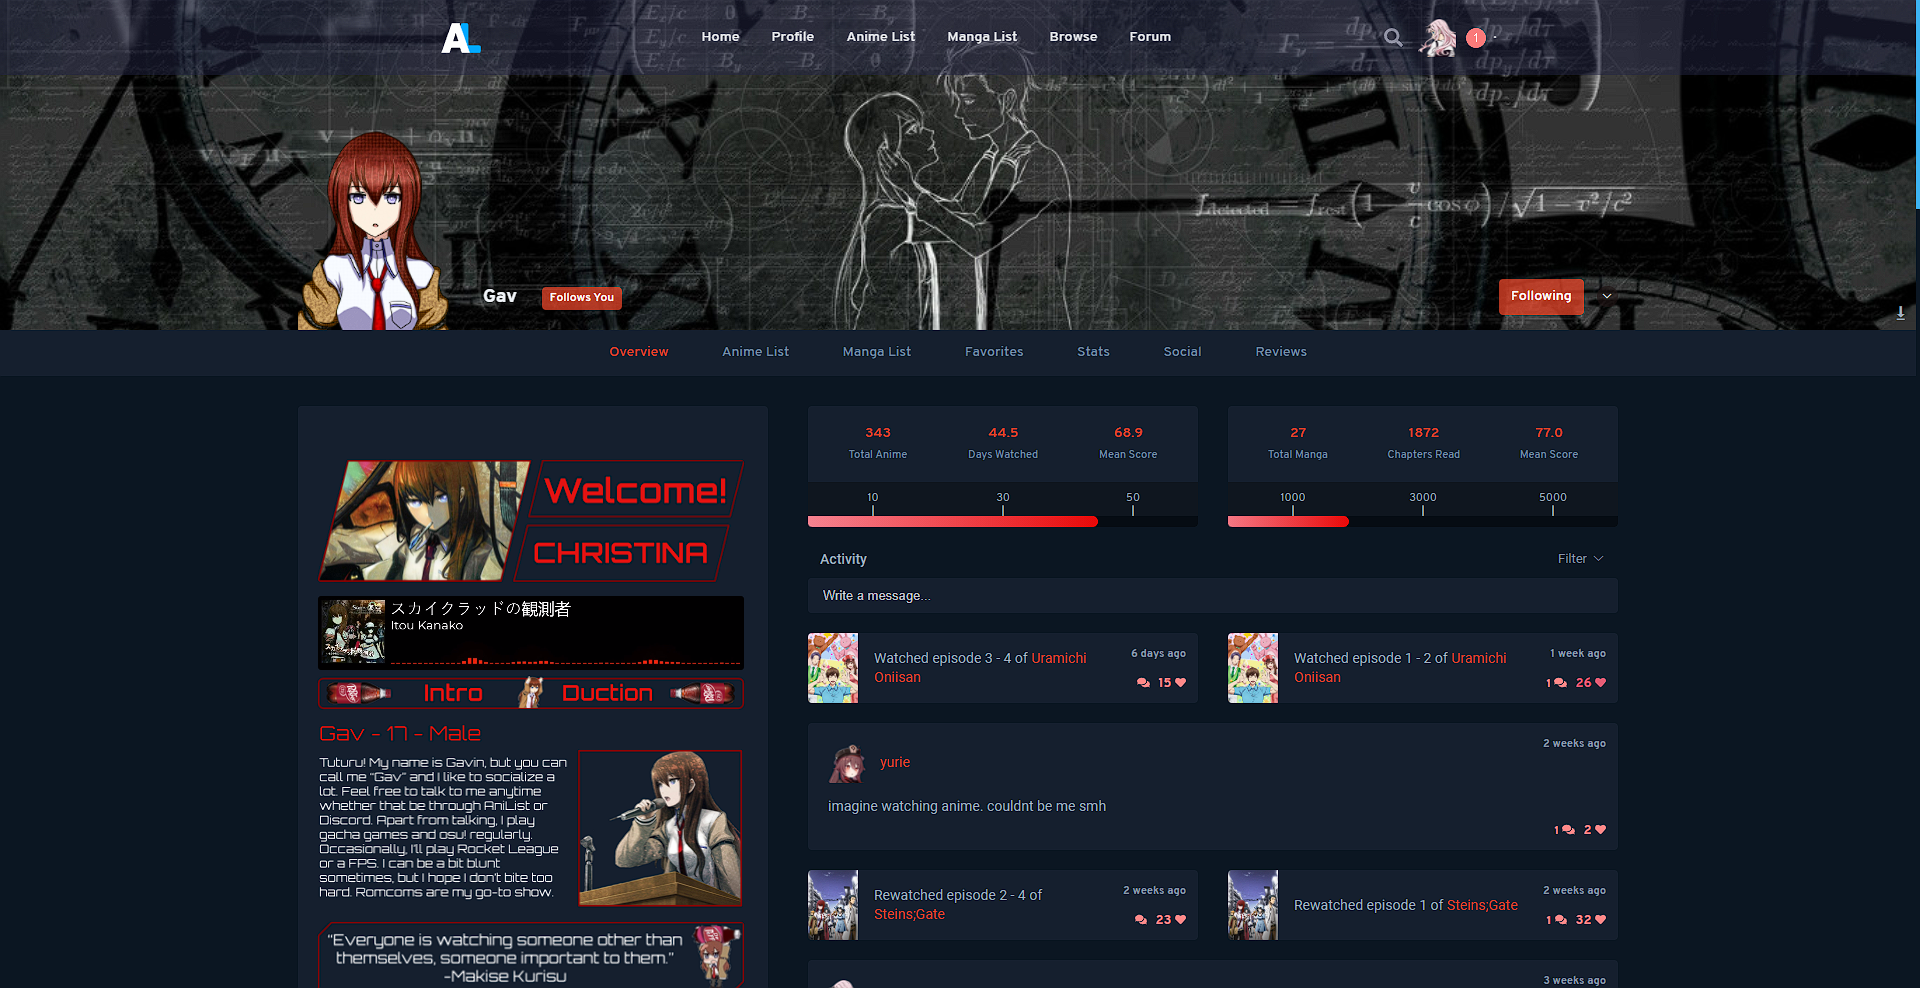 AL
Home Profile Anime List Manga List Browse Forum
1
Gav
Follows You
Following
Overview Anime List Manga List Favorites Stats Social Reviews
Welcome!
CHRISTINA
スカイクラッドの観測者
Itou Kanako
Intro Duction
Gav - 17 - Male
Tuturu! My name is Gavin, but you can
call me "Gav" and I like to socialize a
lot. Feel free to talk to me anytime
whether that be through AniList or
Discord. Apart from talking, I play
gacha games and osu! regularly.
Occasionally, I'll play Rocket League
or a FPS. I can be a bit blunt
sometimes, but I hope I don't bite too
hard. Romcoms are my go-to show.
"Everyone is watching someone other than
themselves, someone important to them."
-Makise Kurisu
343 44.5 68.9
Total Anime Days Watched Mean Score
10 30 50
27 1872 77.0
Total Manga Chapters Read Mean Score
1000 3000 5000
Activity
Filter
Write a message...
Watched episode 3 - 4 of Uramichi
Oniisan
6 days ago
15
Watched episode 1 - 2 of Uramichi
Oniisan
1 week ago
1 26
yurie
2 weeks ago
imagine watching anime. couldnt be me smh
1 2
Rewatched episode 2 - 4 of
Steins;Gate
2 weeks ago
23
Rewatched episode 1 of Steins;Gate
2 weeks ago
1 32
3 weeks ago